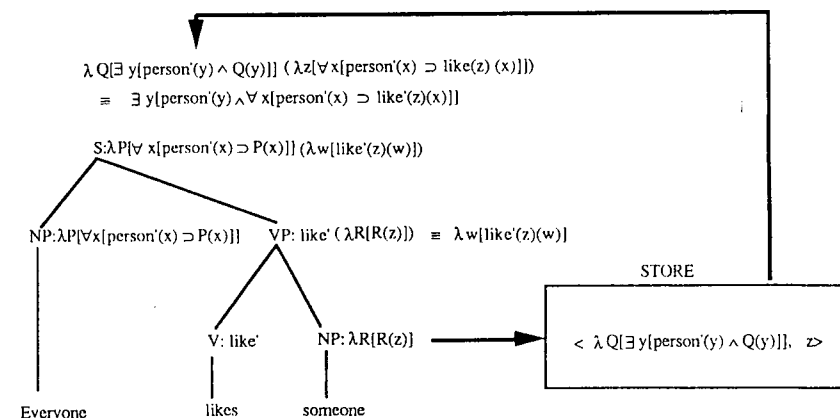 λQ[∃y[person'(y) ∧ Q(y)]] (λz[∀x[person'(x) ⊃ like(z) (x)]])
≡ ∃y[person'(y) ∧ ∀x[person'(x) ⊃ like'(z)(x)]]
S:λP[∀x[person'(x) ⊃ P(x)]] (λw[like'(z)(w)])
NP:λP[∀x[person'(x) ⊃ P(x)]] VP: like' (λR[R(z)]) ≡ λw[like'(z)(w)]
STORE
V: like' NP: λR[R(z)] < λQ[∃y[person'(y) ∧ Q(y)]], z>
Everyone likes someone